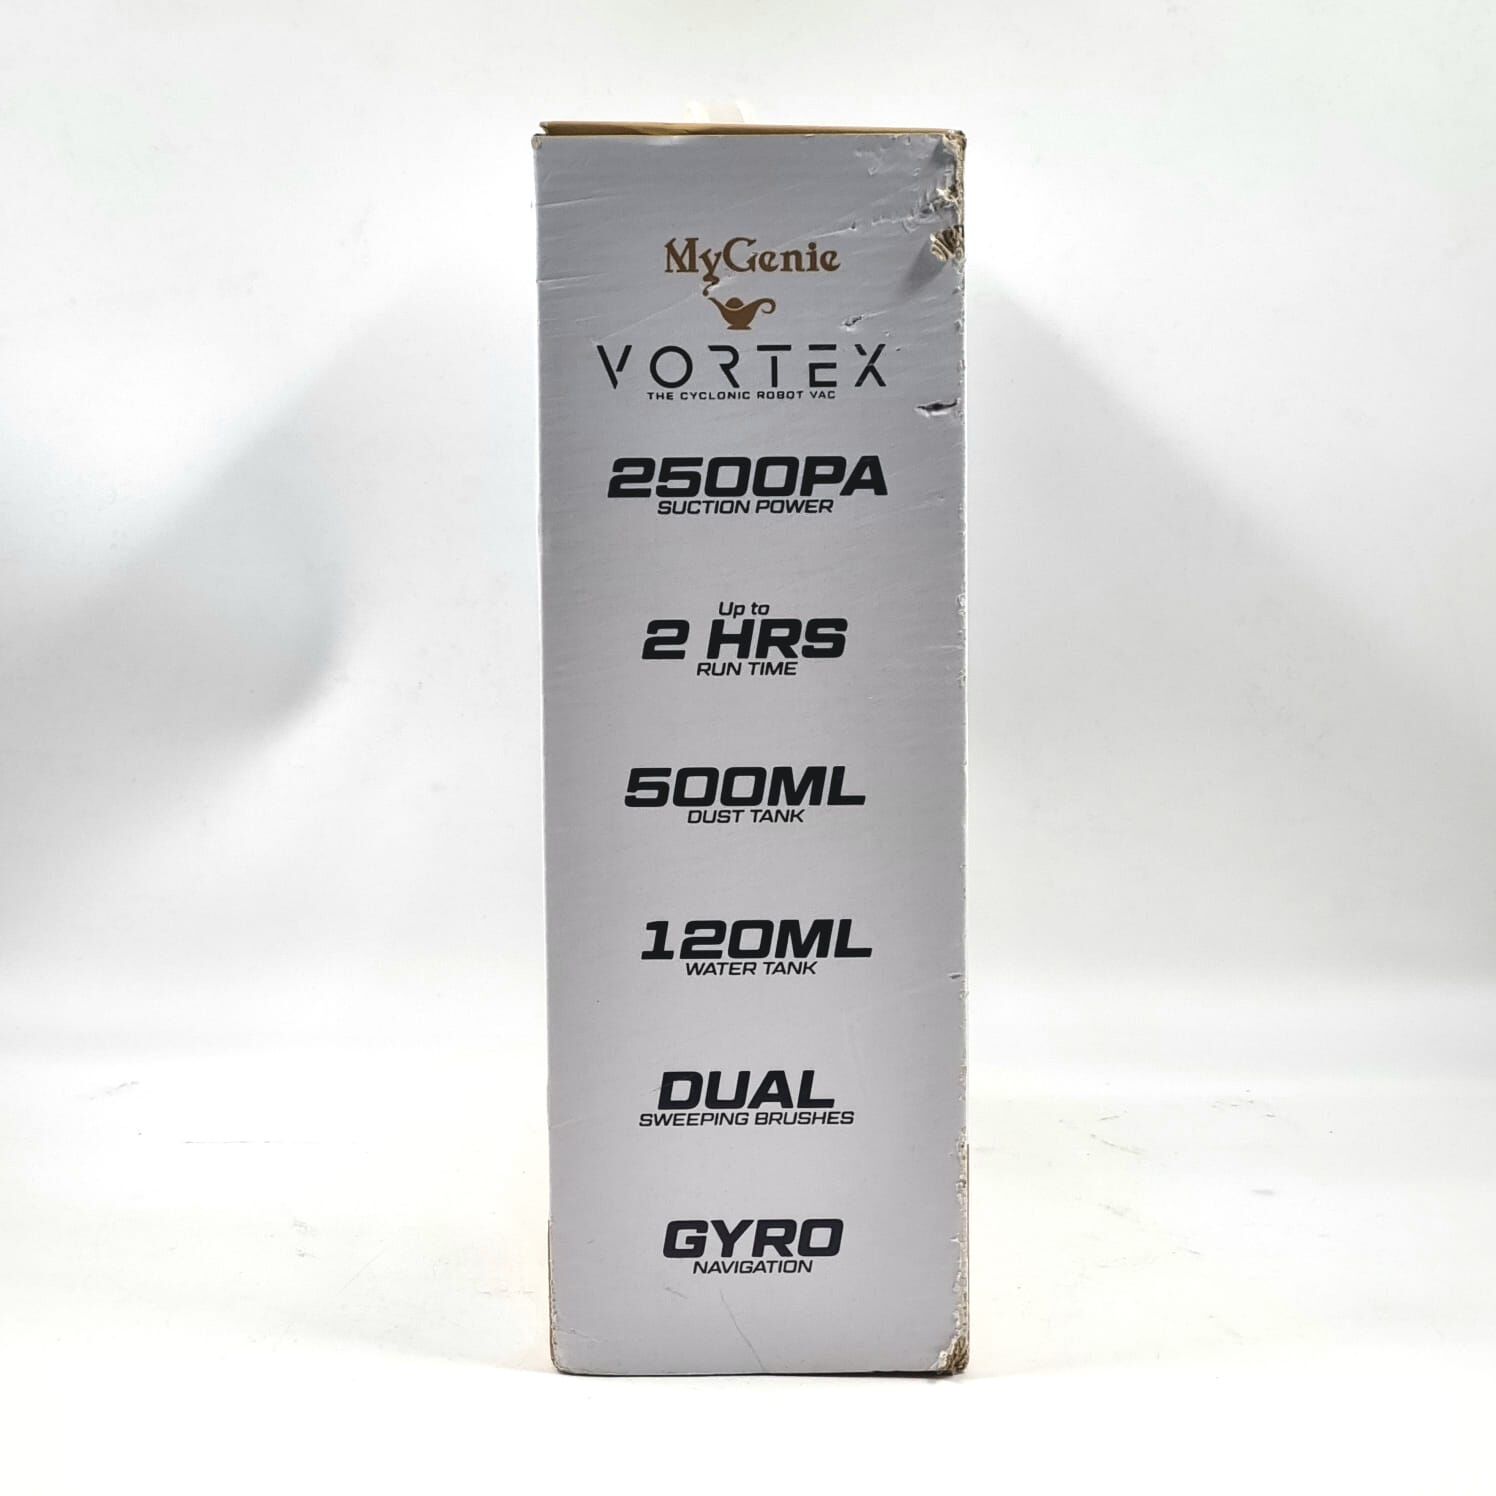 MyGenie
VORTEX
THE CYCLONIC ROBOT VAC
2500PA
SUCTION POWER
Up to
2 HRS
RUN TIME
500ML
DUST TANK
120ML
WATER TANK
DUAL
SWEEPING BRUSHES
GYRO
NAVIGATION